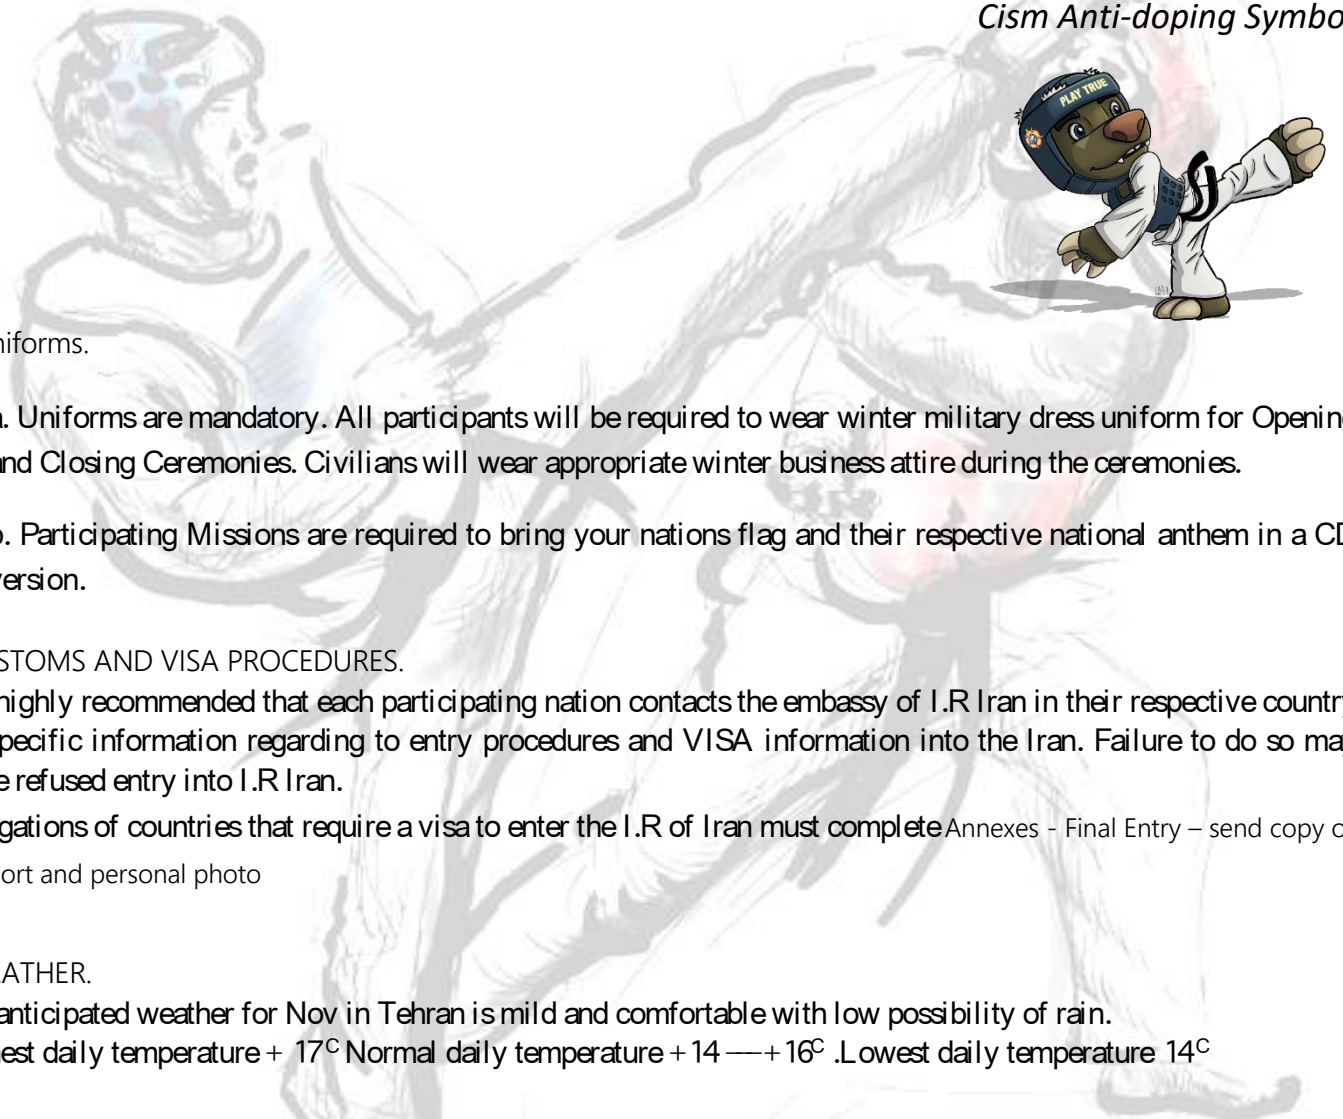 Cism Anti-doping Symbo
PLAY TRUE
niforms.
a. Uniforms are mandatory. All participants will be required to wear winter military dress uniform for Opening
and Closing Ceremonies. Civilians will wear appropriate winter business attire during the ceremonies.
b. Participating Missions are required to bring your nations flag and their respective national anthem in a CD
version.
STOMS AND VISA PROCEDURES.
highly recommended that each participating nation contacts the embassy of I.R Iran in their respective country
pecific information regarding to entry procedures and VISA information into the Iran. Failure to do so may
e refused entry into I.R Iran.
gations of countries that require a visa to enter the I.R of Iran must complete Annexes - Final Entry – send copy o
ort and personal photo
ATHER.
anticipated weather for Nov in Tehran is mild and comfortable with low possibility of rain.
est daily temperature + 17ᶜ Normal daily temperature +14 —-+16ᶜ .Lowest daily temperature 14ᶜ